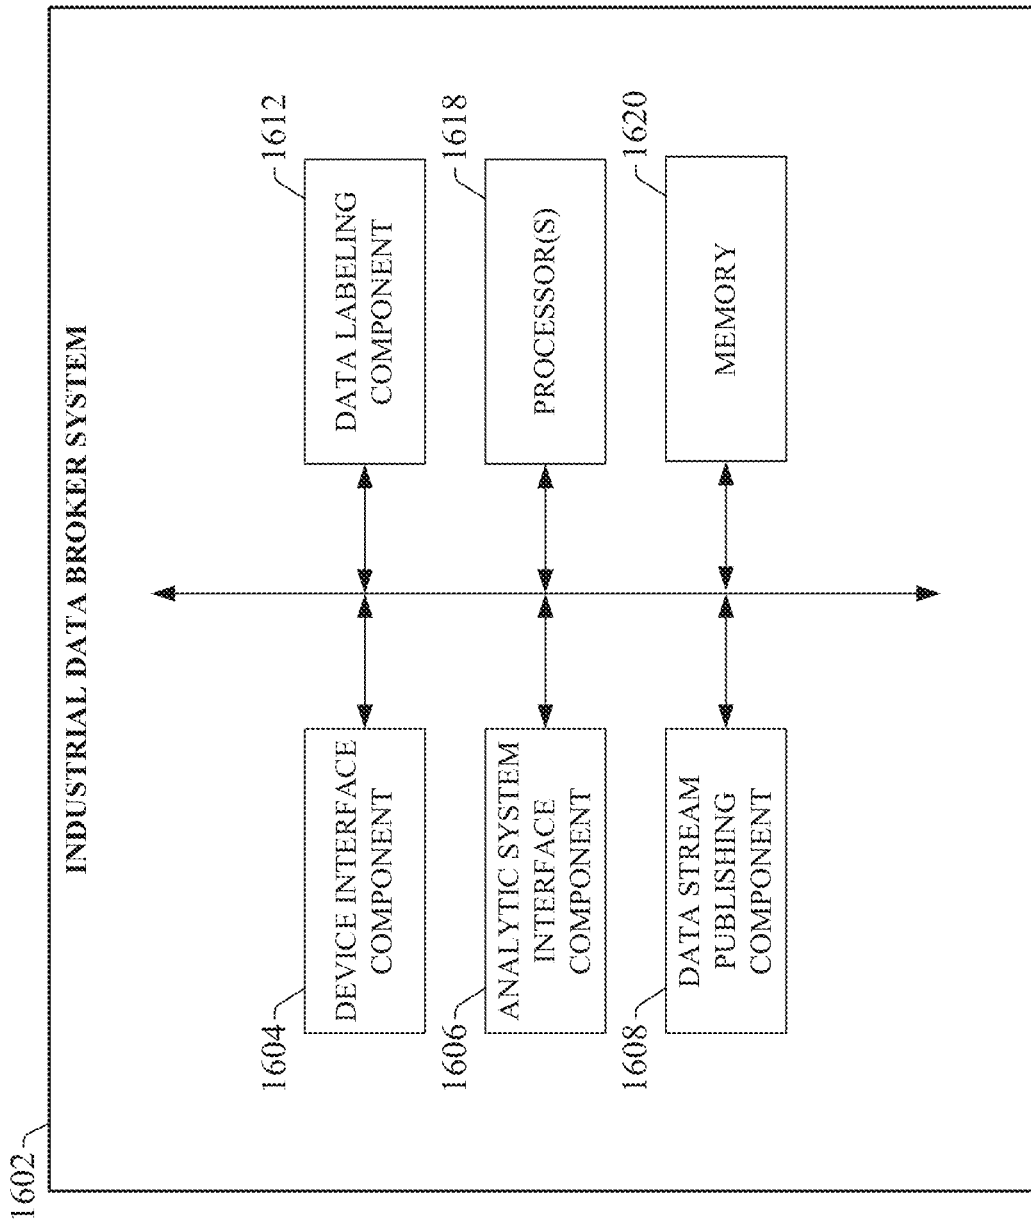 1602
INDUSTRIAL DATA BROKER SYSTEM
1604
DEVICE INTERFACE
COMPONENT
1606
ANALYTIC SYSTEM
INTERFACE
COMPONENT
1608
DATA STREAM
PUBLISHING
COMPONENT
1612
DATA LABELING
COMPONENT
1618
PROCESSOR(S)
1620
MEMORY